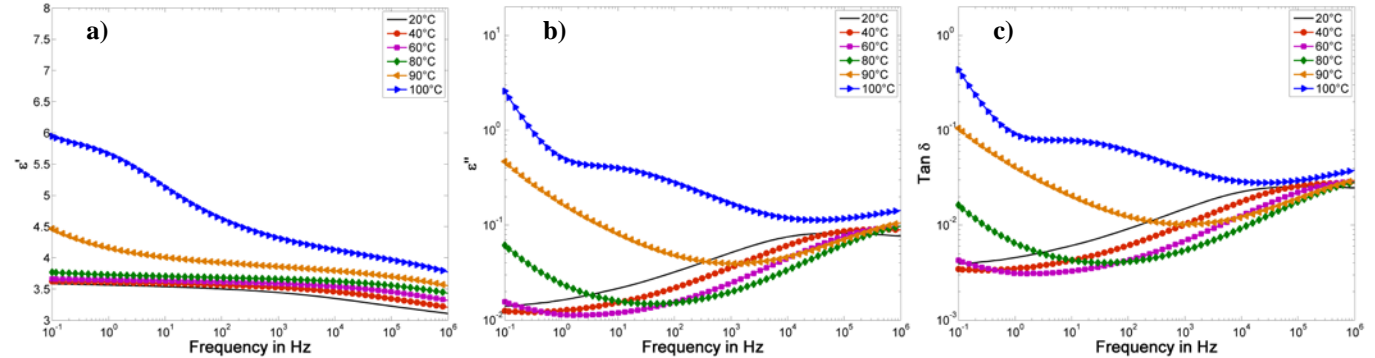 a)
8
7.5
7
6.5
6
5.5
5
4.5
4
3.5
3
ε'
10⁻¹ 10⁰ 10¹ 10² 10³ 10⁴ 10⁵ 10⁶
Frequency in Hz
20°C
40°C
60°C
80°C
90°C
100°C
b)
10¹
10⁰
10⁻¹
10⁻²
ε''
10⁻¹ 10⁰ 10¹ 10² 10³ 10⁴ 10⁵ 10⁶
Frequency in Hz
20°C
40°C
60°C
80°C
90°C
100°C
c)
10⁰
10⁻¹
10⁻²
10⁻³
Tan δ
10⁻¹ 10⁰ 10¹ 10² 10³ 10⁴ 10⁵ 10⁶
Frequency in Hz
20°C
40°C
60°C
80°C
90°C
100°C